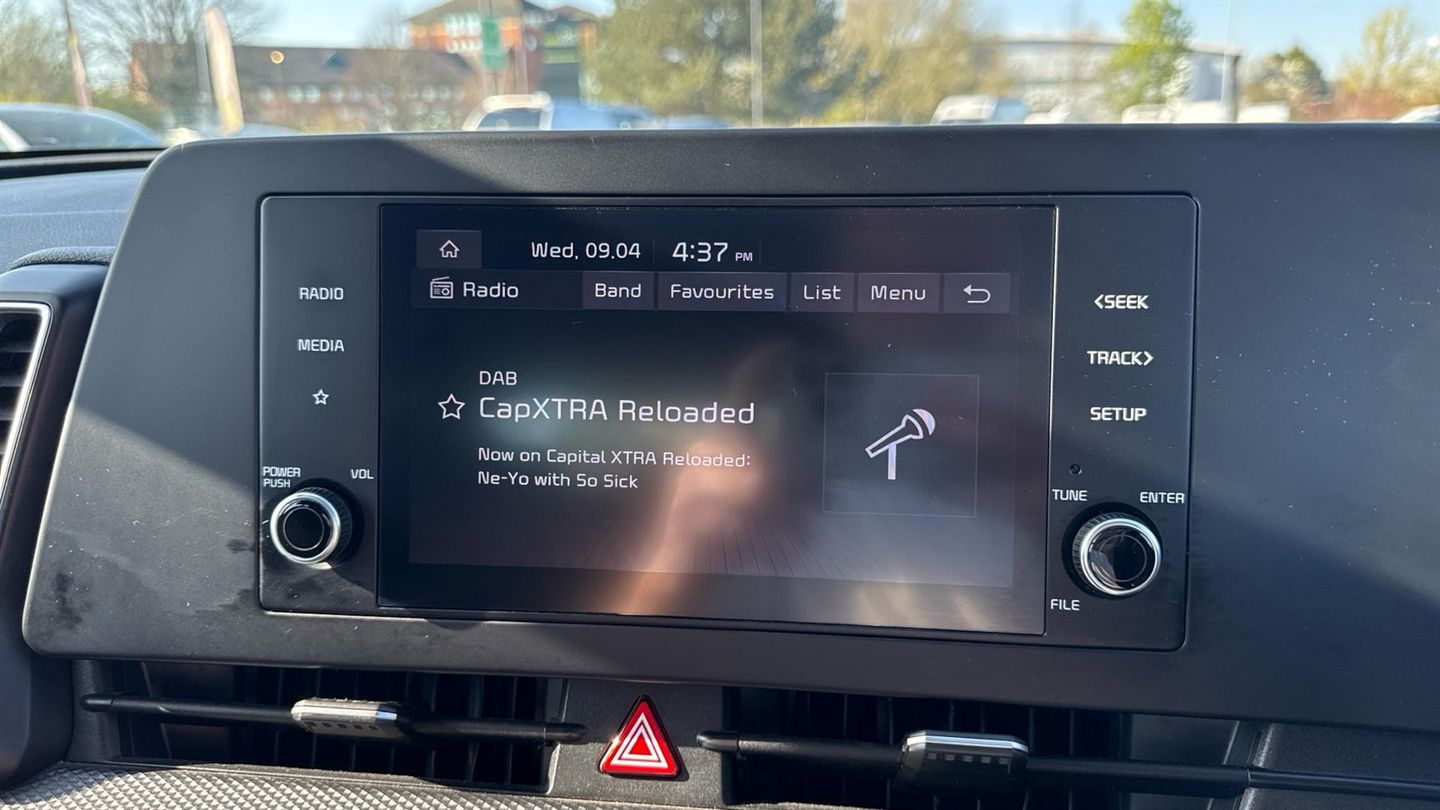 Wed, 09.04 4:37 PM
Radio Band Favourites List Menu
RADIO
MEDIA
POWER
PUSH
VOL
DAB
CapXTRA Reloaded
Now on Capital XTRA Reloaded:
Ne-Yo with So Sick
<SEEK
TRACK>
SETUP
TUNE
ENTER
FILE